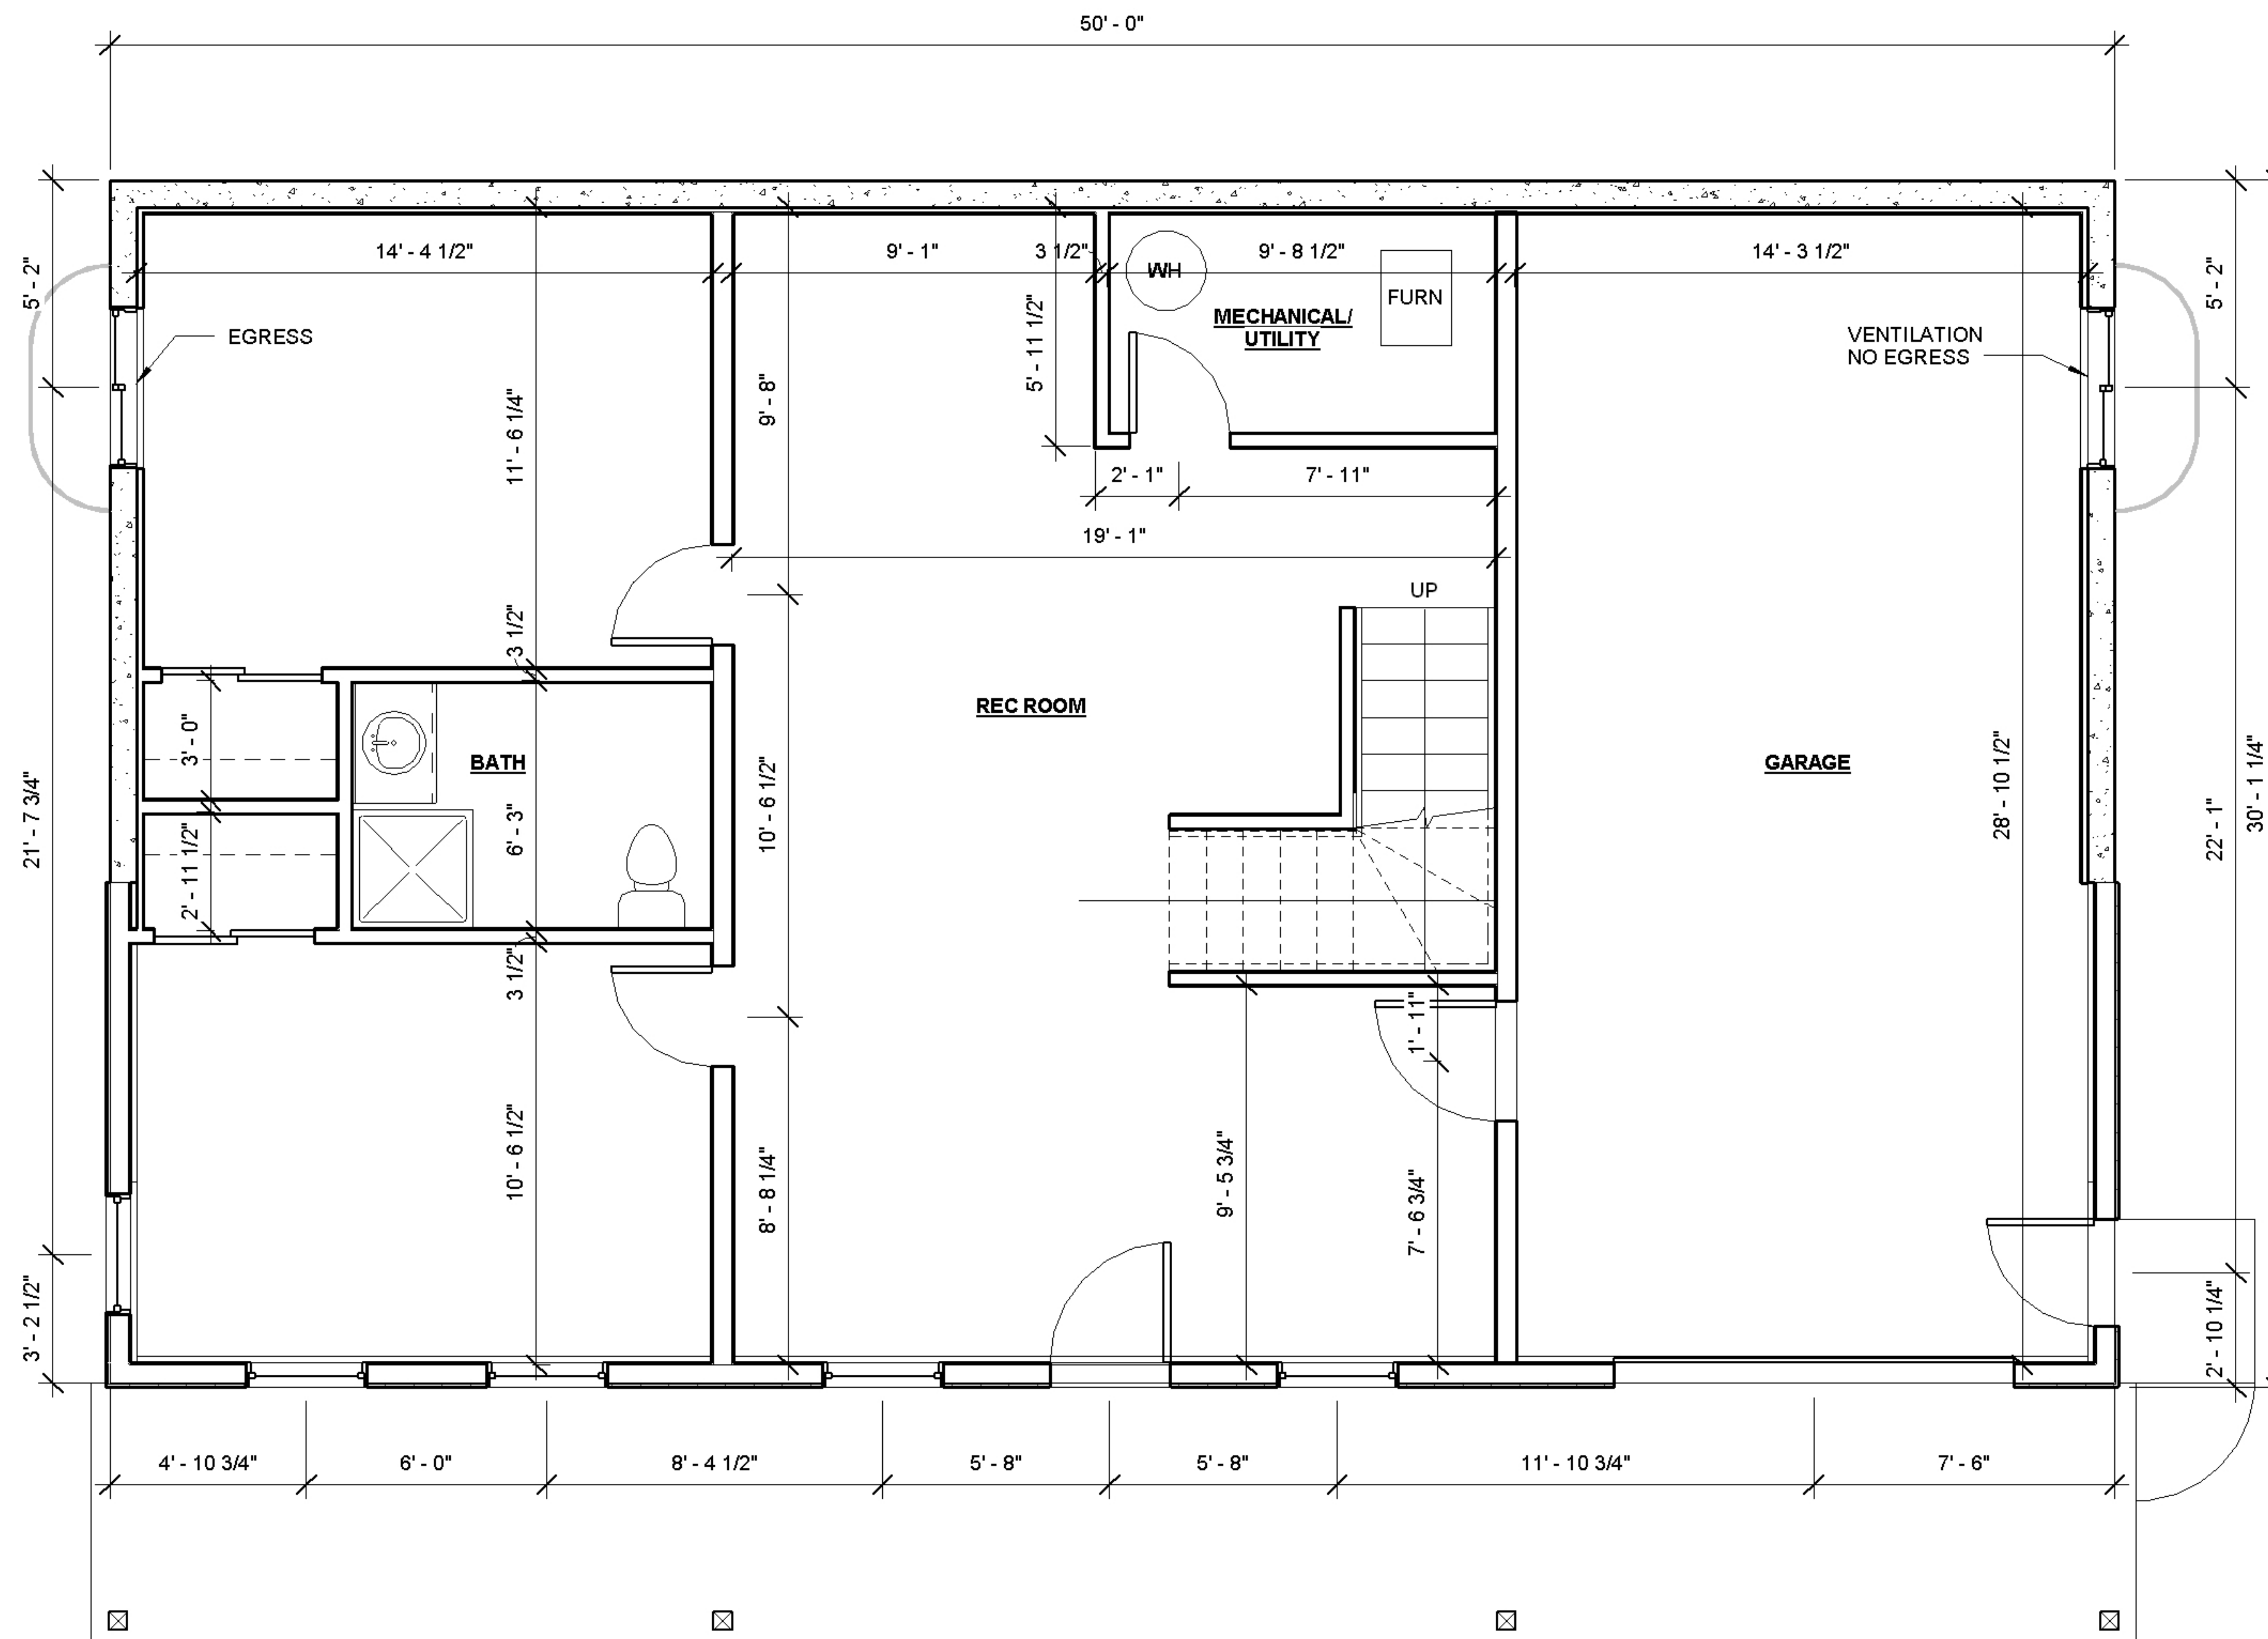 50' - 0"
14' - 4 1/2"
9' - 1"
3 1/2"
WH
9' - 8 1/2"
FURN
14' - 3 1/2"
5' - 2"
5' - 2"
EGRESS
MECHANICAL/
UTILITY
VENTILATION
NO EGRESS
5' - 11 1/2"
9' - 8"
11' - 6 1/4"
2' - 1"
7' - 11"
19' - 1"
UP
3 1/2"
REC ROOM
3' - 0"
BATH
GARAGE
6' - 3"
10' - 6 1/2"
28' - 10 1/2"
21' - 7 3/4"
22' - 1"
30' - 1 1/4"
2' - 11 1/2"
3 1/2"
1' - 11"
10' - 6 1/2"
8' - 8 1/4"
9' - 5 3/4"
7' - 6 3/4"
3' - 2 1/2"
2' - 10 1/4"
4' - 10 3/4"
6' - 0"
8' - 4 1/2"
5' - 8"
5' - 8"
11' - 10 3/4"
7' - 6"